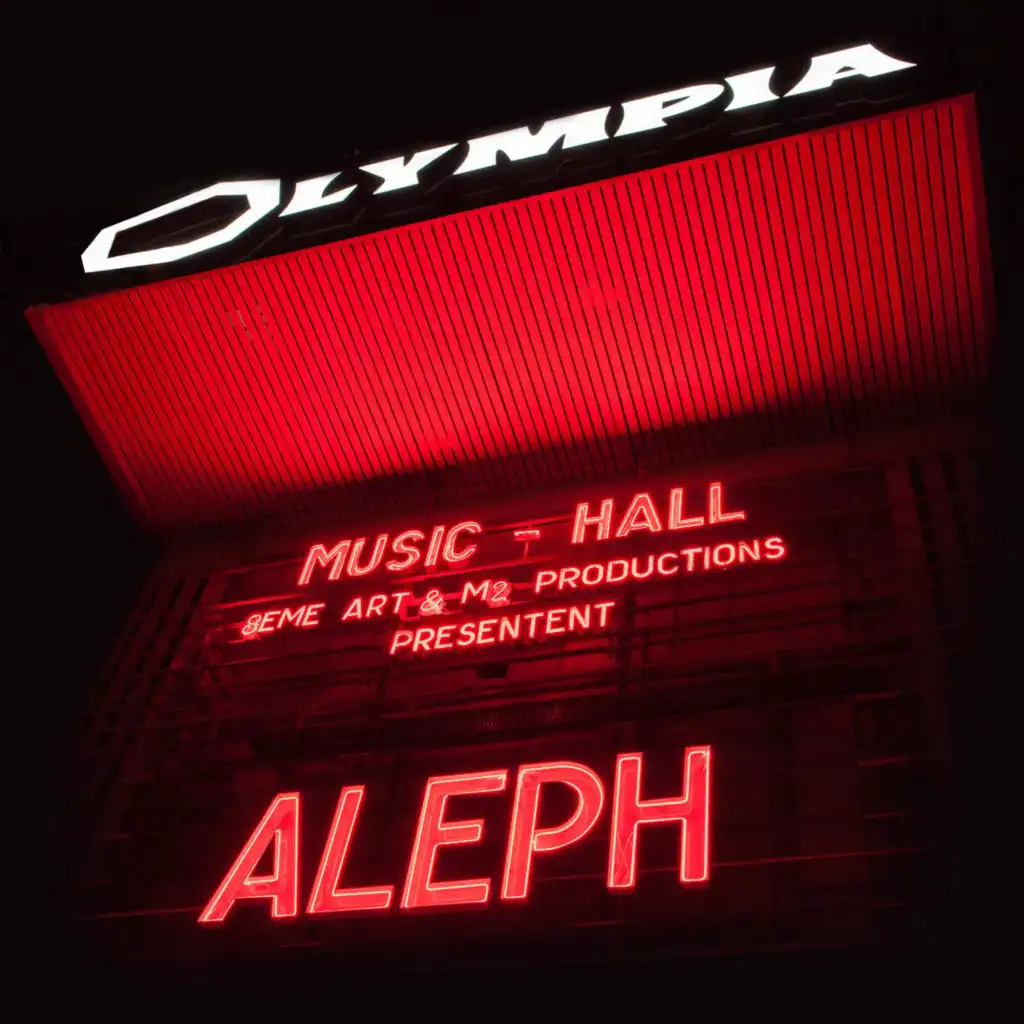 OLYMPIA
MUSIC - HALL
8EME ART & M2 PRODUCTIONS
PRESENTENT
ALEPH